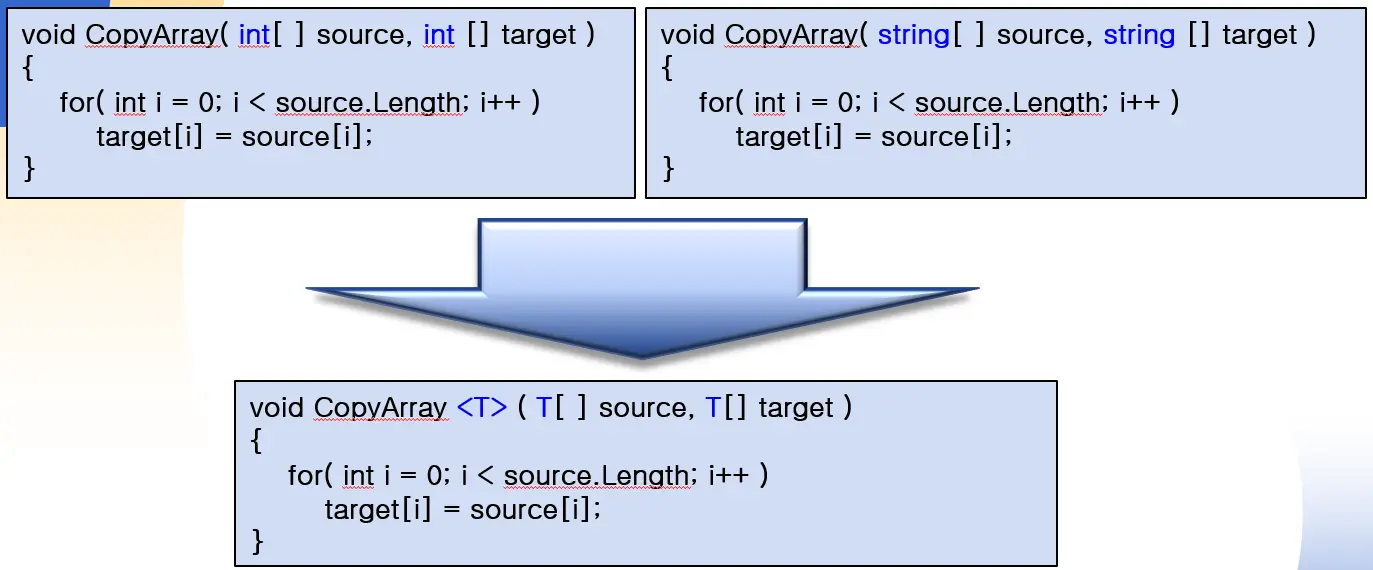 void CopyArray( int[ ] source, int [] target )
{
for( int i = 0; i < source.Length; i++ )
target[i] = source[i];
}
void CopyArray( string[ ] source, string [] target )
{
for( int i = 0; i < source.Length; i++ )
target[i] = source[i];
}
void CopyArray <T> ( T[ ] source, T[] target )
{
for( int i = 0; i < source.Length; i++ )
target[i] = source[i];
}